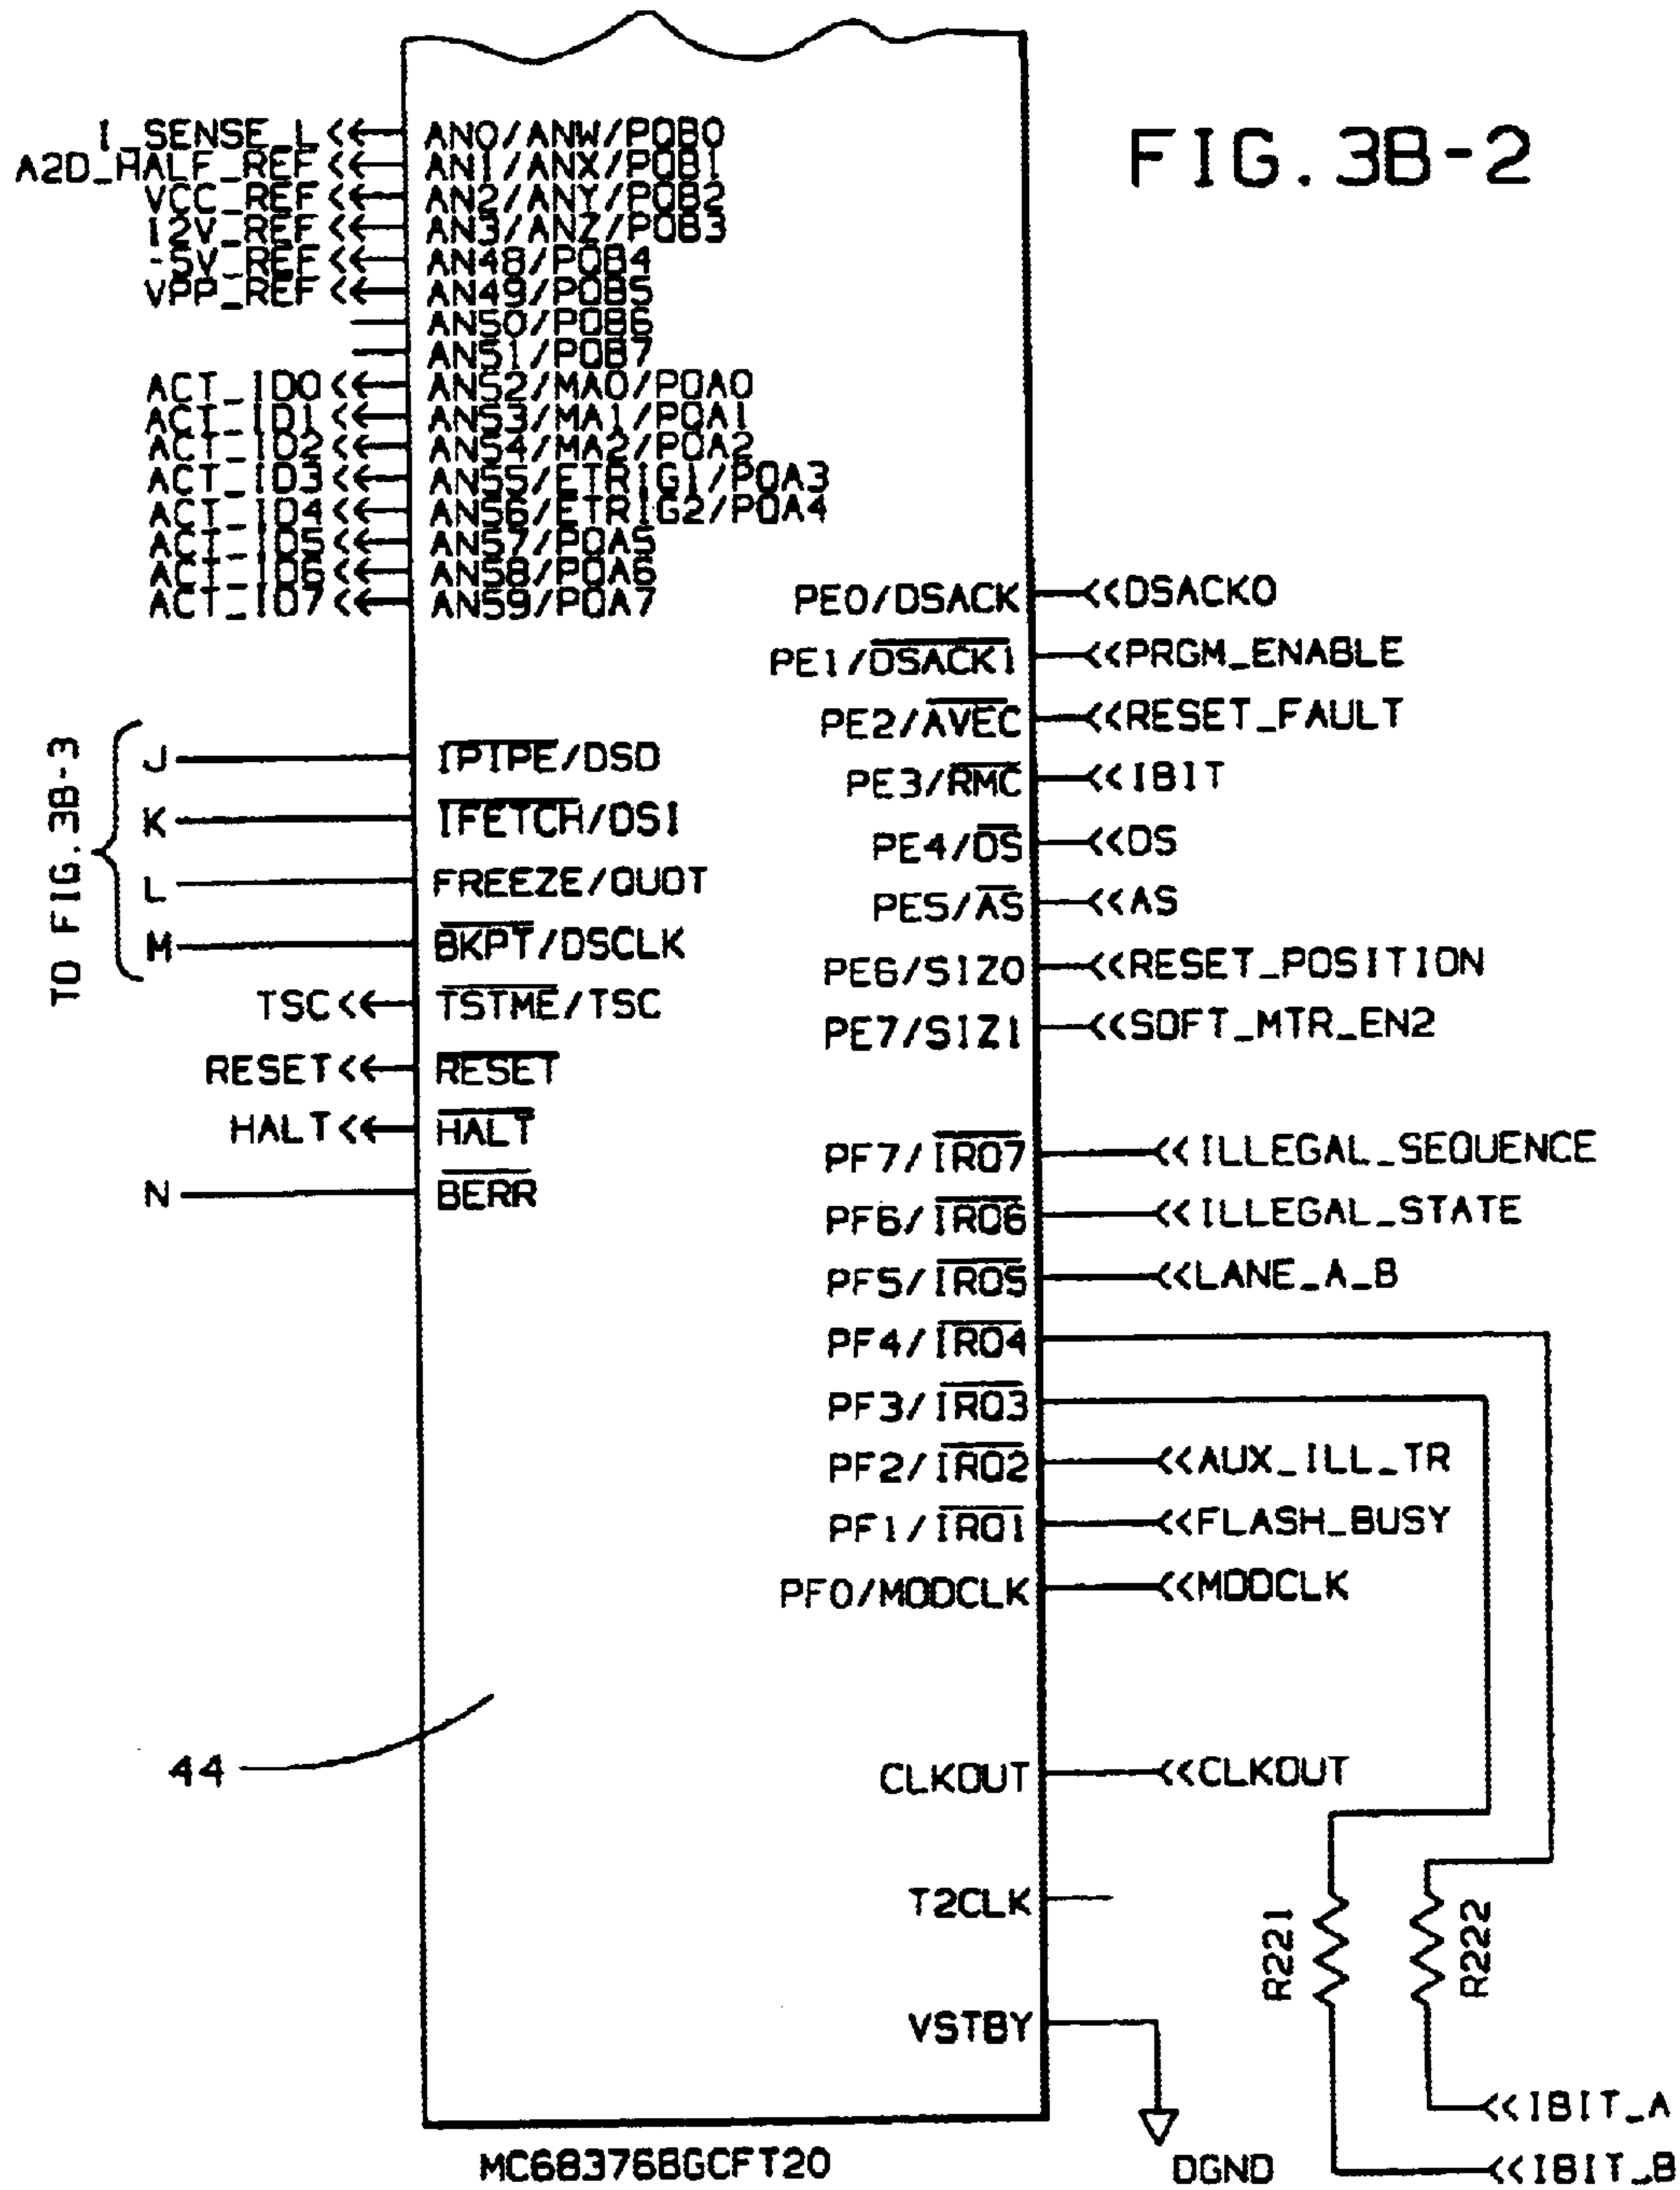 FIG. 3B-2
I_SENSE_L AN0/ANW/PQB0
A2D_HALF_REF AN1/ANX/PQB1
VCC_REF AN2/ANY/PQB2
12V_REF AN3/ANZ/PQB3
-5V_REF AN48/PQB4
VPP_REF AN49/PQB5
AN50/PQB6
AN51/PQB7
ACT_ID0 AN52/MA0/PQA0
ACT_ID1 AN53/MA1/PQA1
ACT_ID2 AN54/MA2/PQA2
ACT_ID3 AN55/ETRIG1/PQA3
ACT_ID4 AN56/ETRIG2/PQA4
ACT_ID5 AN57/PQA5
ACT_ID6 AN58/PQA6
ACT_ID7 AN59/PQA7
TO FIG. 3B-3
J IPIPE/DSO
K IFETCH/DSI
L FREEZE/QUOT
M BKPT/DSCLK
TSC TSTME/TSC
RESET RESET
HALT HALT
N BERR
PE0/DSACK DSACK0
PE1/DSACK1 PRGM_ENABLE
PE2/AVEC RESET_FAULT
PE3/RMC IBIT
PE4/DS DS
PE5/AS AS
PE6/SIZ0 RESET_POSITION
PE7/SIZ1 SOFT_MTR_EN2
PF7/IRQ7 ILLEGAL_SEQUENCE
PF6/IRQ6 ILLEGAL_STATE
PF5/IRQ5 LANE_A_B
PF4/IRQ4
PF3/IRQ3
PF2/IRQ2 AUX_ILL_TR
PF1/IRQ1 FLASH_BUSY
PF0/MODCLK MODCLK
44
CLKOUT CLKOUT
T2CLK
R221
R222
VSTBY
IBIT_A
DGND
IBIT_B
MC68376BGCFT20